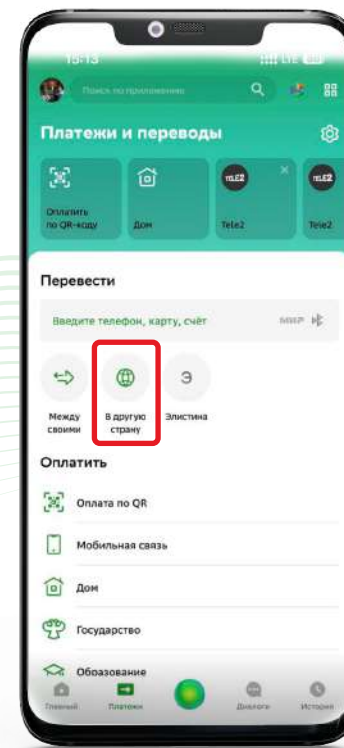 15:13
LTE
Поиск по приложению
Платежи и переводы
Оплатить
по QR-коду
Дом
TELE2
Tele2
TELE2
Tele2
Перевести
Введите телефон, карту, счёт
МИР
Между
своими
В другую
страну
Э
Элистина
Оплатить
Оплата по QR
Мобильная связь
Дом
Государство
Образование
Главный
Платежи
Диалоги
История